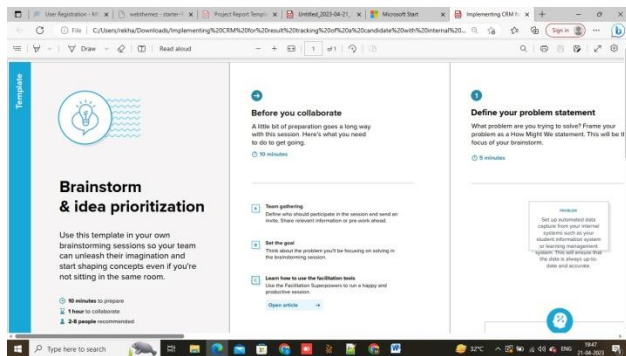 User Registration - M
webthemes - starter
Project Report Templ
Untitled_2023-04-21_
Microsoft Start
Implementing CRM f
File
C:/Users/rekha/Downloads/Implementing%20CRM%20for%20result%20tracking%20of%20a%20candidate%20with%20internal%20...
Sign in
Draw
Read aloud
1 of 1
Template
Brainstorm
& idea prioritization
Use this template in your own
brainstorming sessions so your team
can unleash their imagination and
start shaping concepts even if you're
not sitting in the same room.
10 minutes to prepare
1 hour to collaborate
2-8 people recommended
Before you collaborate
A little bit of preparation goes a long way
with this session. Here's what you need
to do to get going.
10 minutes
A
Team gathering
Define who should participate in the session and send an
invite. Share relevant information or pre-work ahead.
B
Set the goal
Think about the problem you'll be focusing on solving in
the brainstorming session.
C
Learn how to use the facilitation tools
Use the Facilitation Superpowers to run a happy and
productive session.
Open article
1
Define your problem statement
What problem are you trying to solve? Frame your
problem as a How Might We statement. This will be t
focus of your brainstorm.
5 minutes
PROBLEM
Set up automated data
capture from your internal
systems such as your
student information system
or learning management
system. This will ensure that
the data is always up-to-
date and accurate.
Type here to search
32°C
ENG
19:47
21-04-2023